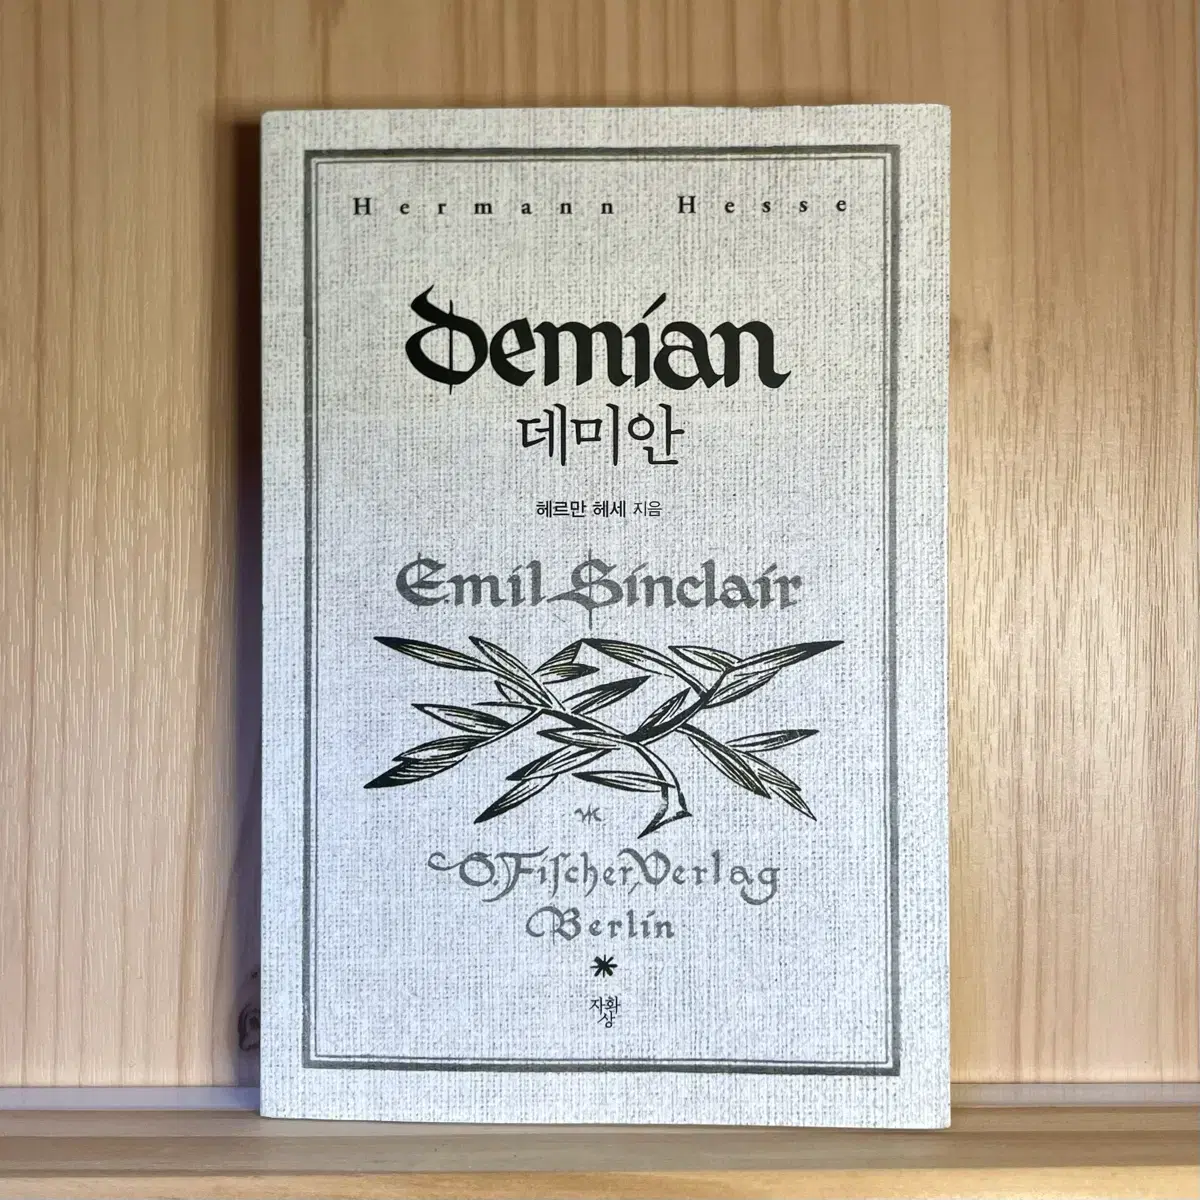 Hermann Hesse
Demian
데미안
헤르만 헤세 지음
Emil Sinclair
S. Fiſcher, Verlag
Berlin
자화
상